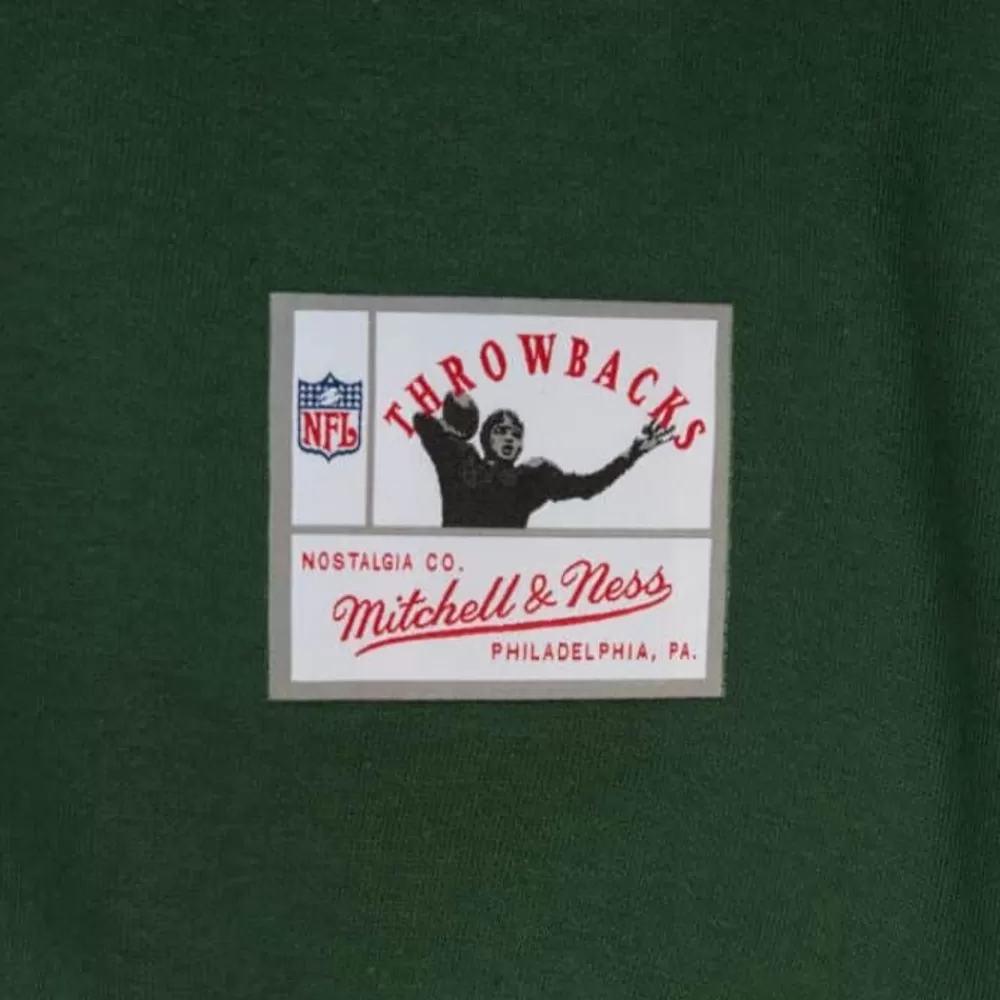 THROWBACKS
NFL
NOSTALGIA CO.
Mitchell & Ness
PHILADELPHIA, PA.